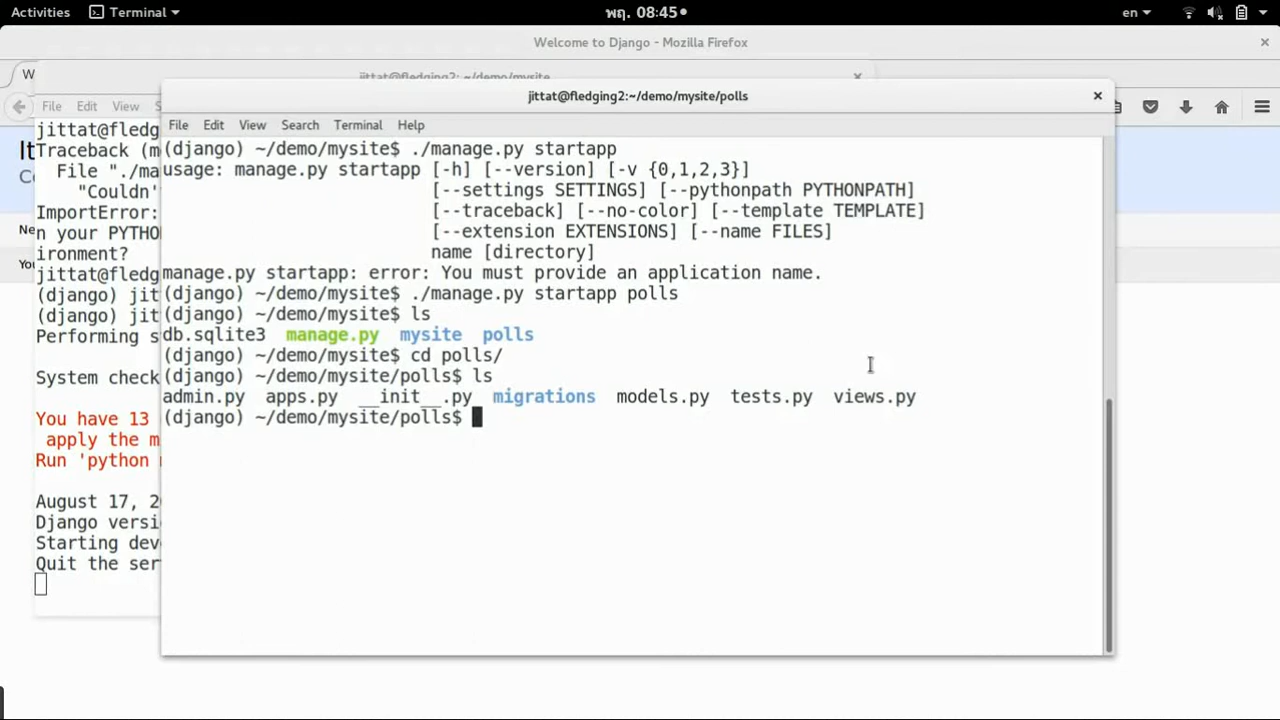 Activities Terminal พฤ. 08:45 en
Welcome to Django - Mozilla Firefox
jittat@fledging2: ~/demo/mysite
jittat@fledging2:~/demo/mysite/polls
File Edit View
File Edit View Search Terminal Help
jittat@fledg
Traceback (m
File "./ma
"Couldn'
ImportError:
n your PYTHO
ironment?
jittat@fledg
(django) jit
(django) jit
Performing s
System check
You have 13
apply the m
Run 'python
August 17, 2
Django versi
Starting dev
Quit the ser
(django) ~/demo/mysite$ ./manage.py startapp
usage: manage.py startapp [-h] [--version] [-v {0,1,2,3}]
[--settings SETTINGS] [--pythonpath PYTHONPATH]
[--traceback] [--no-color] [--template TEMPLATE]
[--extension EXTENSIONS] [--name FILES]
name [directory]
manage.py startapp: error: You must provide an application name.
(django) ~/demo/mysite$ ./manage.py startapp polls
(django) ~/demo/mysite$ ls
db.sqlite3 manage.py mysite polls
(django) ~/demo/mysite$ cd polls/
(django) ~/demo/mysite/polls$ ls
admin.py apps.py __init__.py migrations models.py tests.py views.py
(django) ~/demo/mysite/polls$